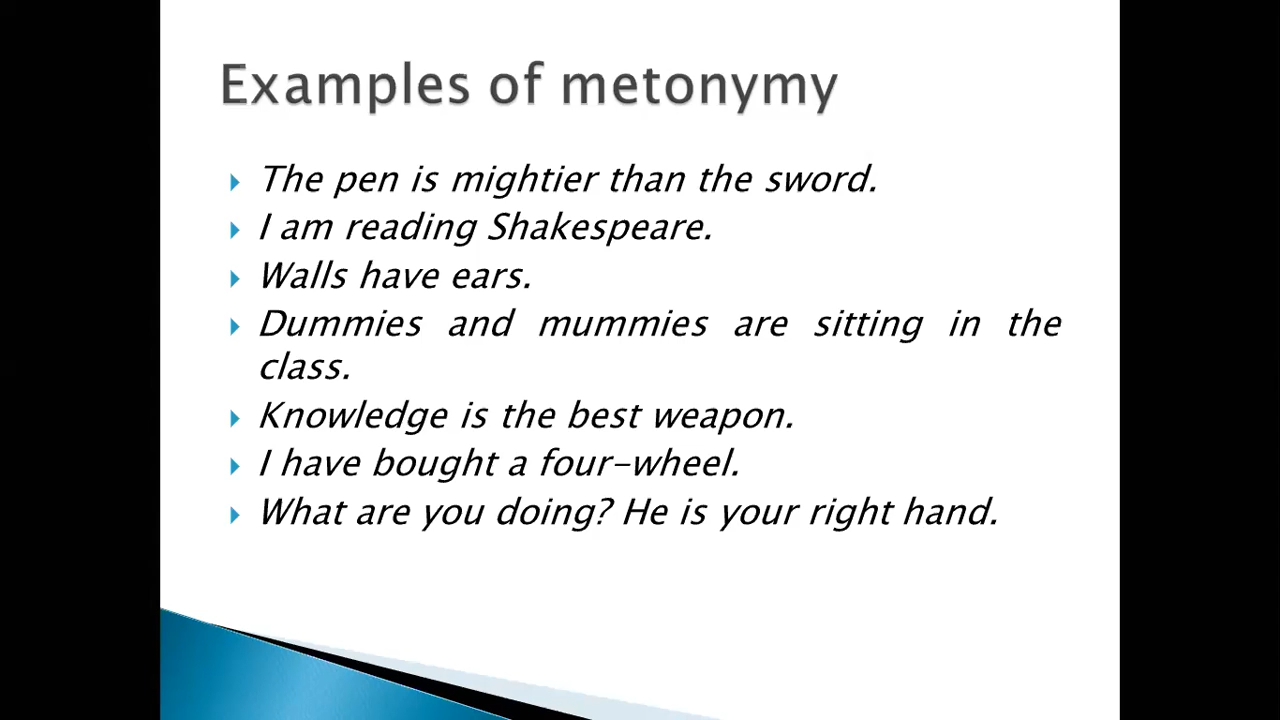 Examples of metonymy
The pen is mightier than the sword.
I am reading Shakespeare.
Walls have ears.
Dummies and mummies are sitting in the
class.
Knowledge is the best weapon.
I have bought a four-wheel.
What are you doing? He is your right hand.